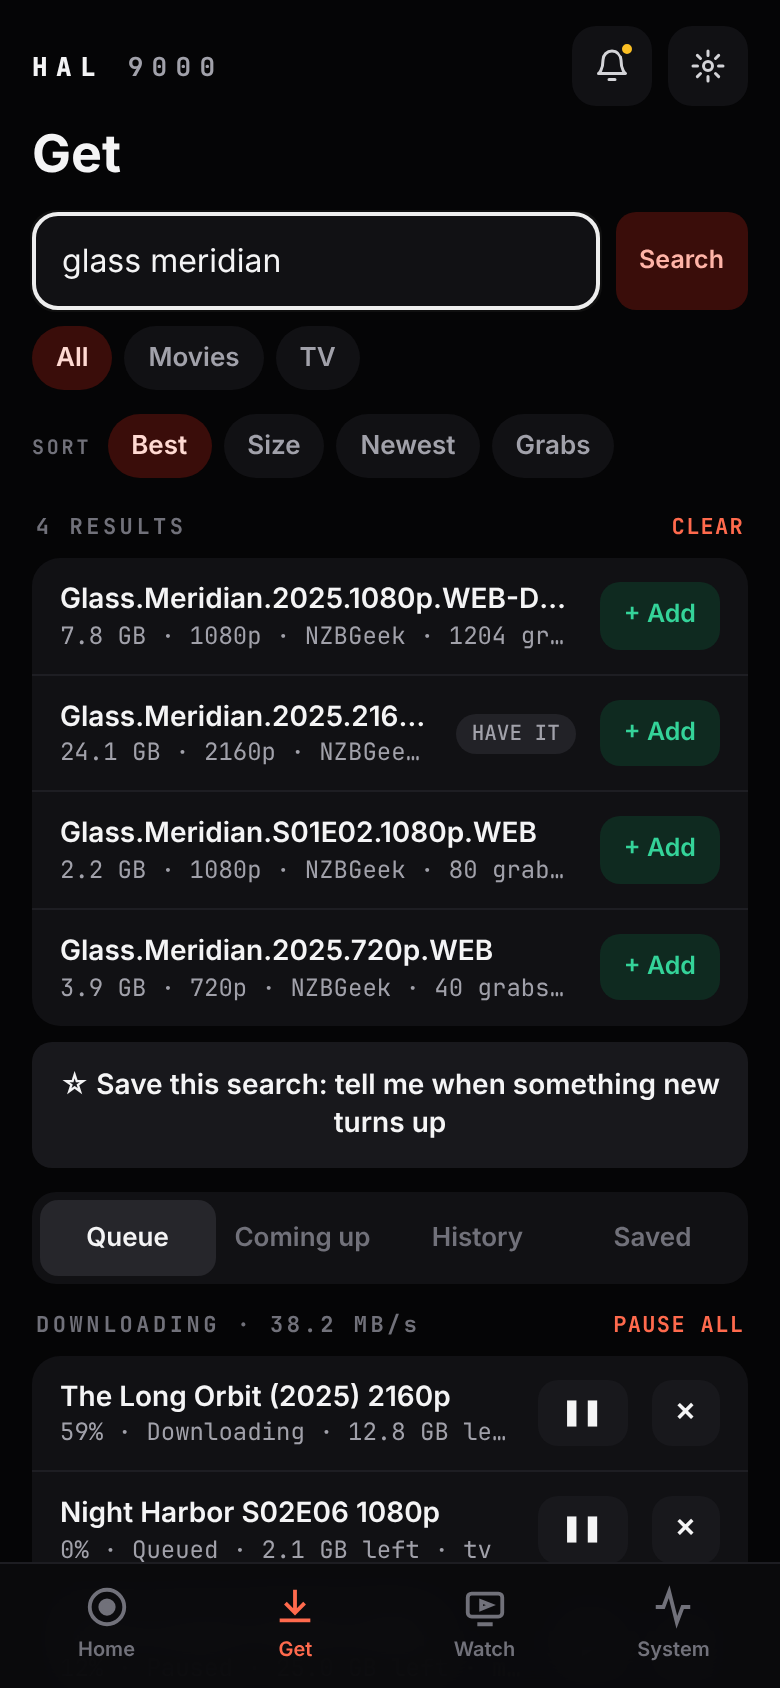 HAL 9000
Get
glass meridian
Search
All Movies TV
SORT Best Size Newest Grabs
4 RESULTS CLEAR
Glass.Meridian.2025.1080p.WEB-D…
7.8 GB · 1080p · NZBGeek · 1204 gr…
+ Add
Glass.Meridian.2025.216…
24.1 GB · 2160p · NZBGee…
HAVE IT
+ Add
Glass.Meridian.S01E02.1080p.WEB
2.2 GB · 1080p · NZBGeek · 80 grab…
+ Add
Glass.Meridian.2025.720p.WEB
3.9 GB · 720p · NZBGeek · 40 grabs…
+ Add
☆ Save this search: tell me when something new
turns up
Queue Coming up History Saved
DOWNLOADING · 38.2 MB/s PAUSE ALL
The Long Orbit (2025) 2160p
59% · Downloading · 12.8 GB le…
Night Harbor S02E06 1080p
0% · Queued · 2.1 GB left · tv
Home Get Watch System